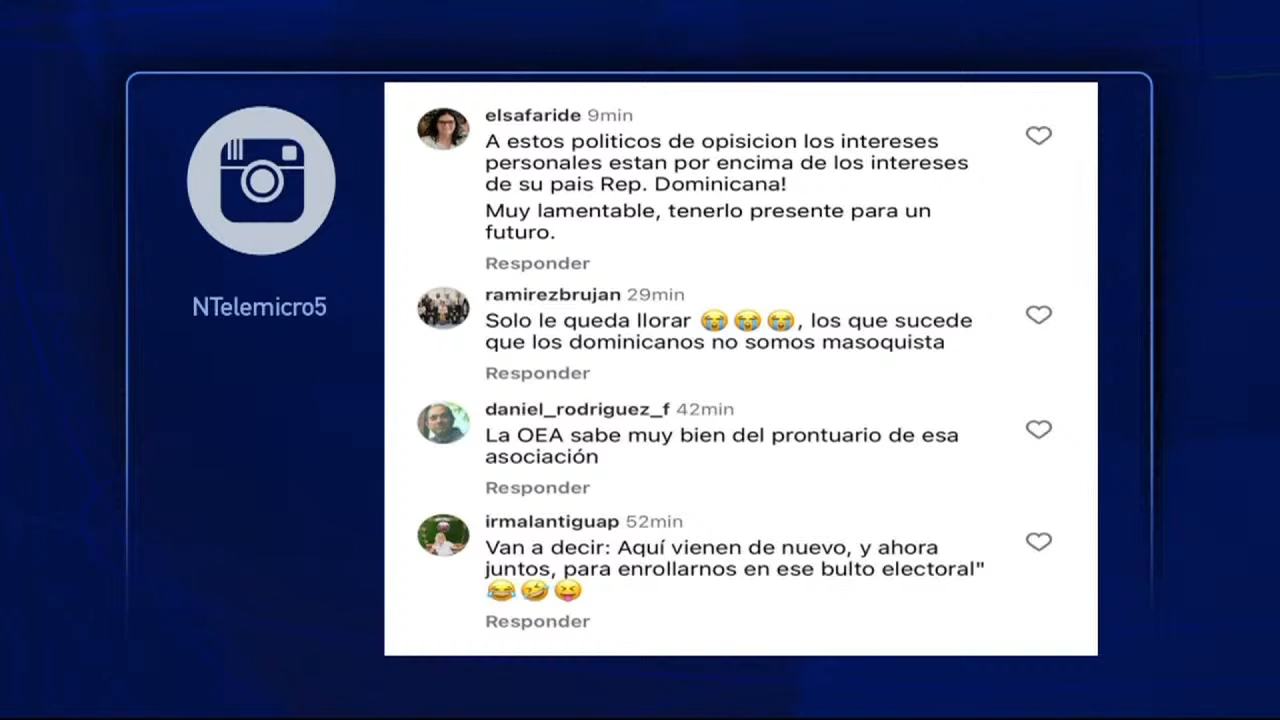 NTelemicro5
elsafaride 9min
A estos politicos de opisicion los intereses
personales estan por encima de los intereses
de su pais Rep. Dominicana!
Muy lamentable, tenerlo presente para un
futuro.
Responder
ramirezbrujan 29min
Solo le queda llorar 😭😭😭, los que sucede
que los dominicanos no somos masoquista
Responder
daniel_rodriguez_f 42min
La OEA sabe muy bien del prontuario de esa
asociación
Responder
irmalantiguap 52min
Van a decir: Aquí vienen de nuevo, y ahora
juntos, para enrollarnos en ese bulto electoral"
😂🤣😝
Responder